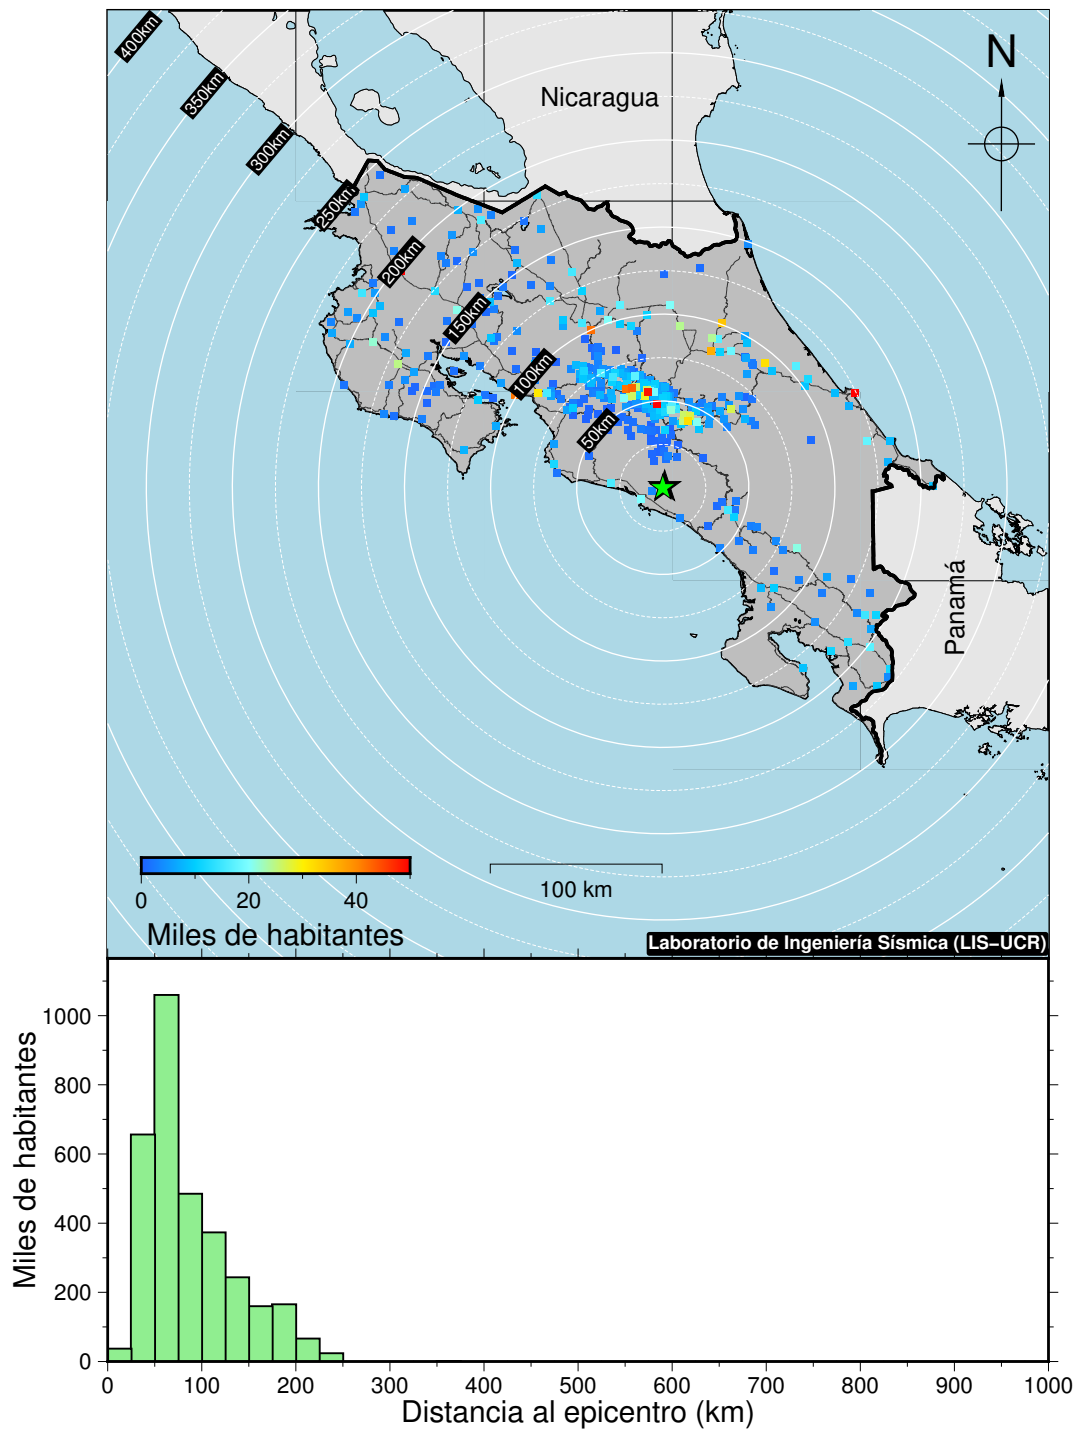 400km
350km
300km
250km
200km
150km
100km
50km
Nicaragua
N
Panamá
0 20 40
Miles de habitantes
100 km
Laboratorio de Ingeniería Sísmica (LIS−UCR)
Miles de habitantes
1000
800
600
400
200
0
0 100 200 300 400 500 600 700 800 900 1000
Distancia al epicentro (km)